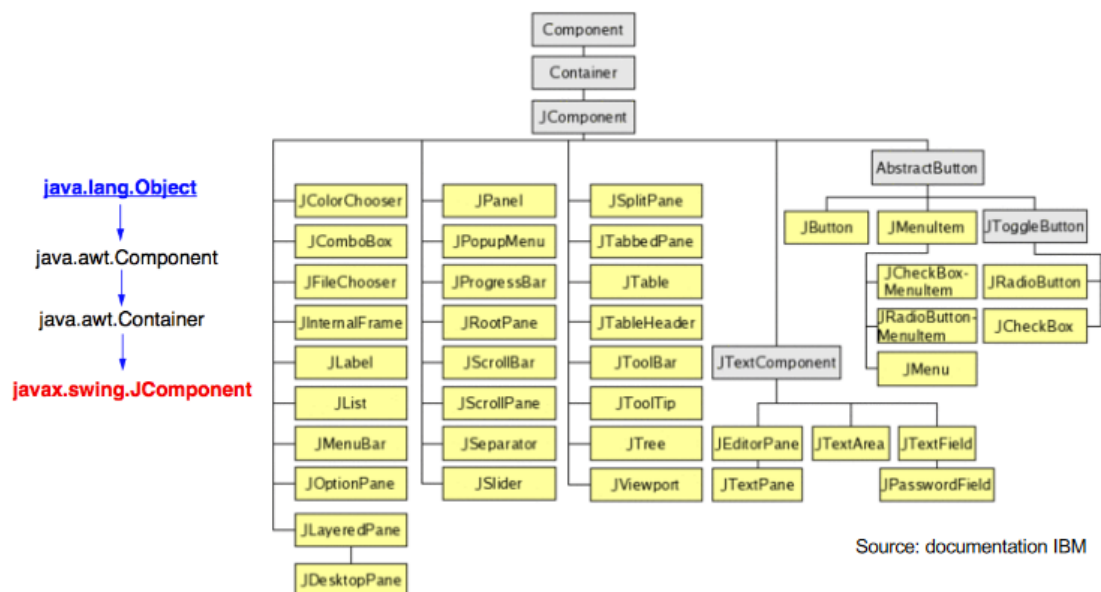 Component
Container
JComponent
java.lang.Object
java.awt.Component
java.awt.Container
javax.swing.JComponent
JColorChooser
JComboBox
JFileChooser
JInternalFrame
JLabel
JList
JMenuBar
JOptionPane
JLayeredPane
JDesktopPane
JPanel
JPopupMenu
JProgressBar
JRootPane
JScrollBar
JScrollPane
JSeparator
JSlider
JSplitPane
JTabbedPane
JTable
JTableHeader
JToolBar
JToolTip
JTree
JViewport
JTextComponent
JEditorPane
JTextArea
JTextField
JTextPane
JPasswordField
AbstractButton
JButton
JMenuItem
JToggleButton
JCheckBox-
MenuItem
JRadioButton-
MenuItem
JMenu
JRadioButton
JCheckBox
Source: documentation IBM